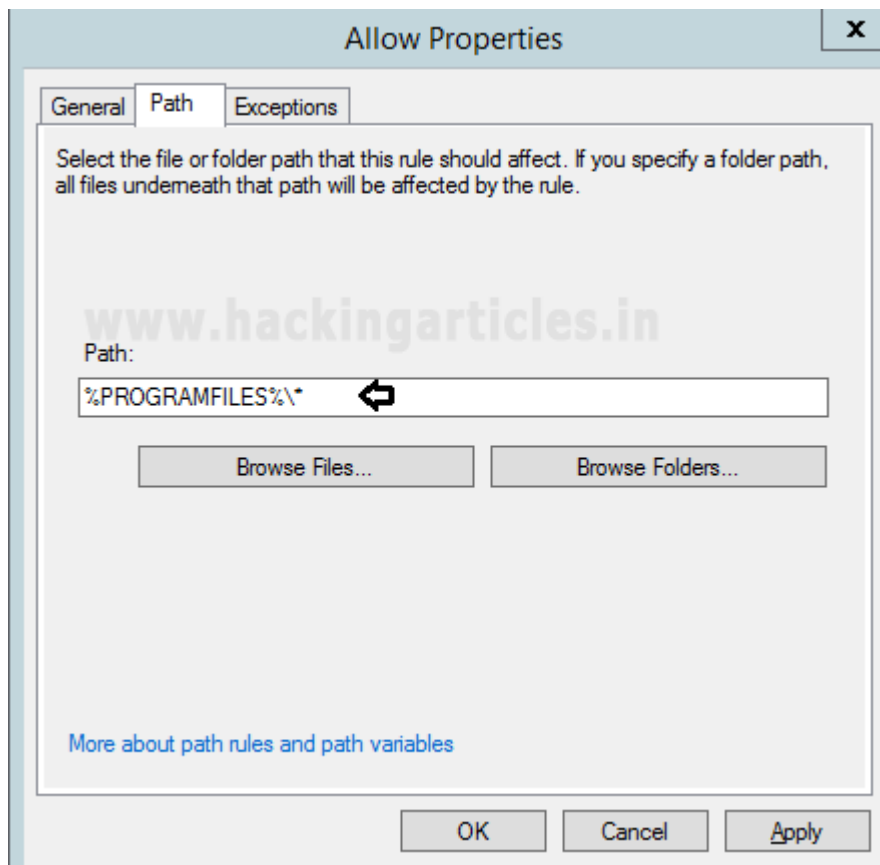 Allow Properties
x
General Path Exceptions
Select the file or folder path that this rule should affect. If you specify a folder path,
all files underneath that path will be affected by the rule.
www.hackingarticles.in
Path:
%PROGRAMFILES%\*
Browse Files... Browse Folders...
More about path rules and path variables
OK Cancel Apply